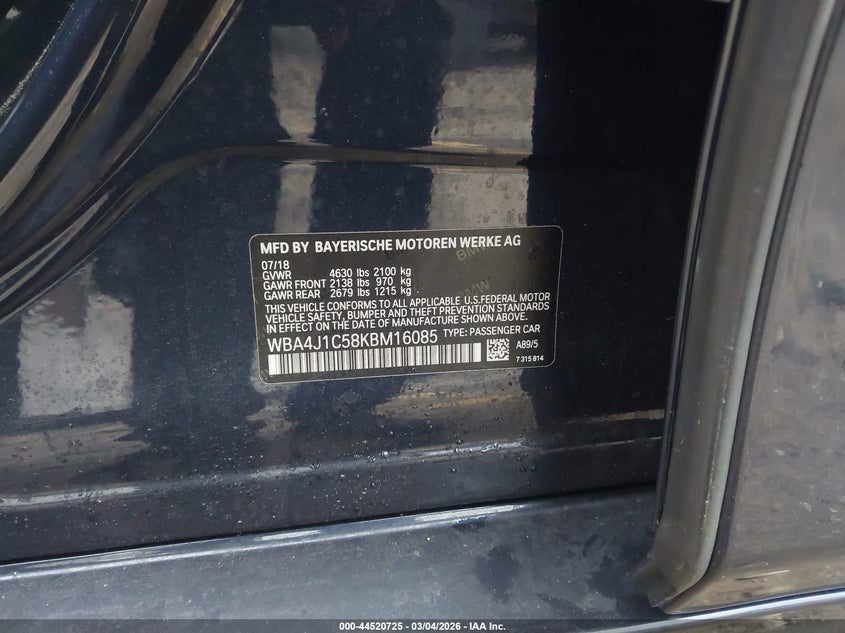 MFD BY BAYERISCHE MOTOREN WERKE AG
07/18
GVWR 4630 lbs 2100 kg
GAWR FRONT 2138 lbs 970 kg
GAWR REAR 2679 lbs 1215 kg
THIS VEHICLE CONFORMS TO ALL APPLICABLE U.S.FEDERAL MOTOR
VEHICLE SAFETY, BUMPER AND THEFT PREVENTION STANDARDS
IN EFFECT ON THE DATE OF MANUFACTURE SHOWN ABOVE.
WBA4J1C58KBM16085 TYPE: PASSENGER CAR
A89/5
7 315 814
000-44520725 - 03/04/2026 - IAA Inc.